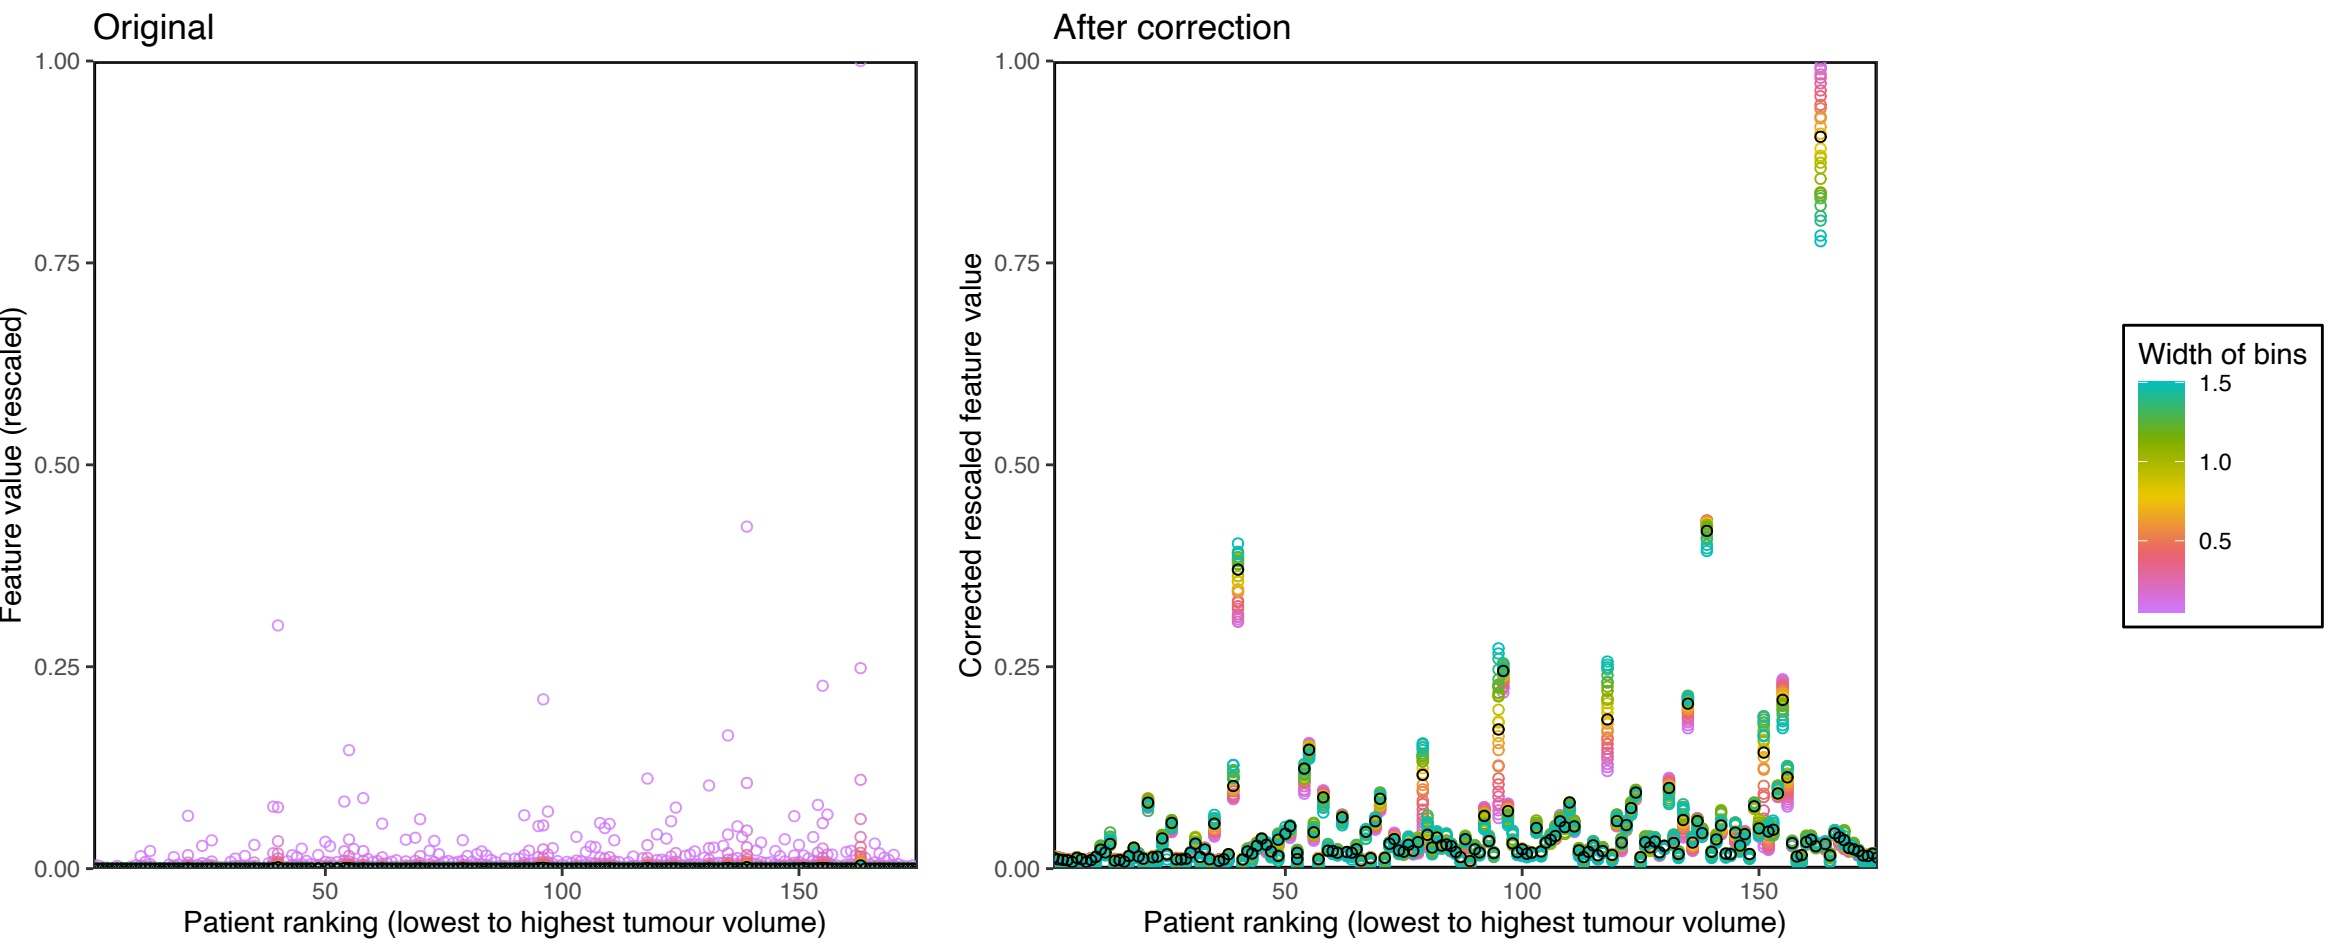 Original
1.00
0.75
0.50
0.25
0.00
50 100 150
Feature value (rescaled)
Patient ranking (lowest to highest tumour volume)
After correction
1.00
0.75
0.50
0.25
0.00
50 100 150
Corrected rescaled feature value
Patient ranking (lowest to highest tumour volume)
Width of bins
1.5
1.0
0.5